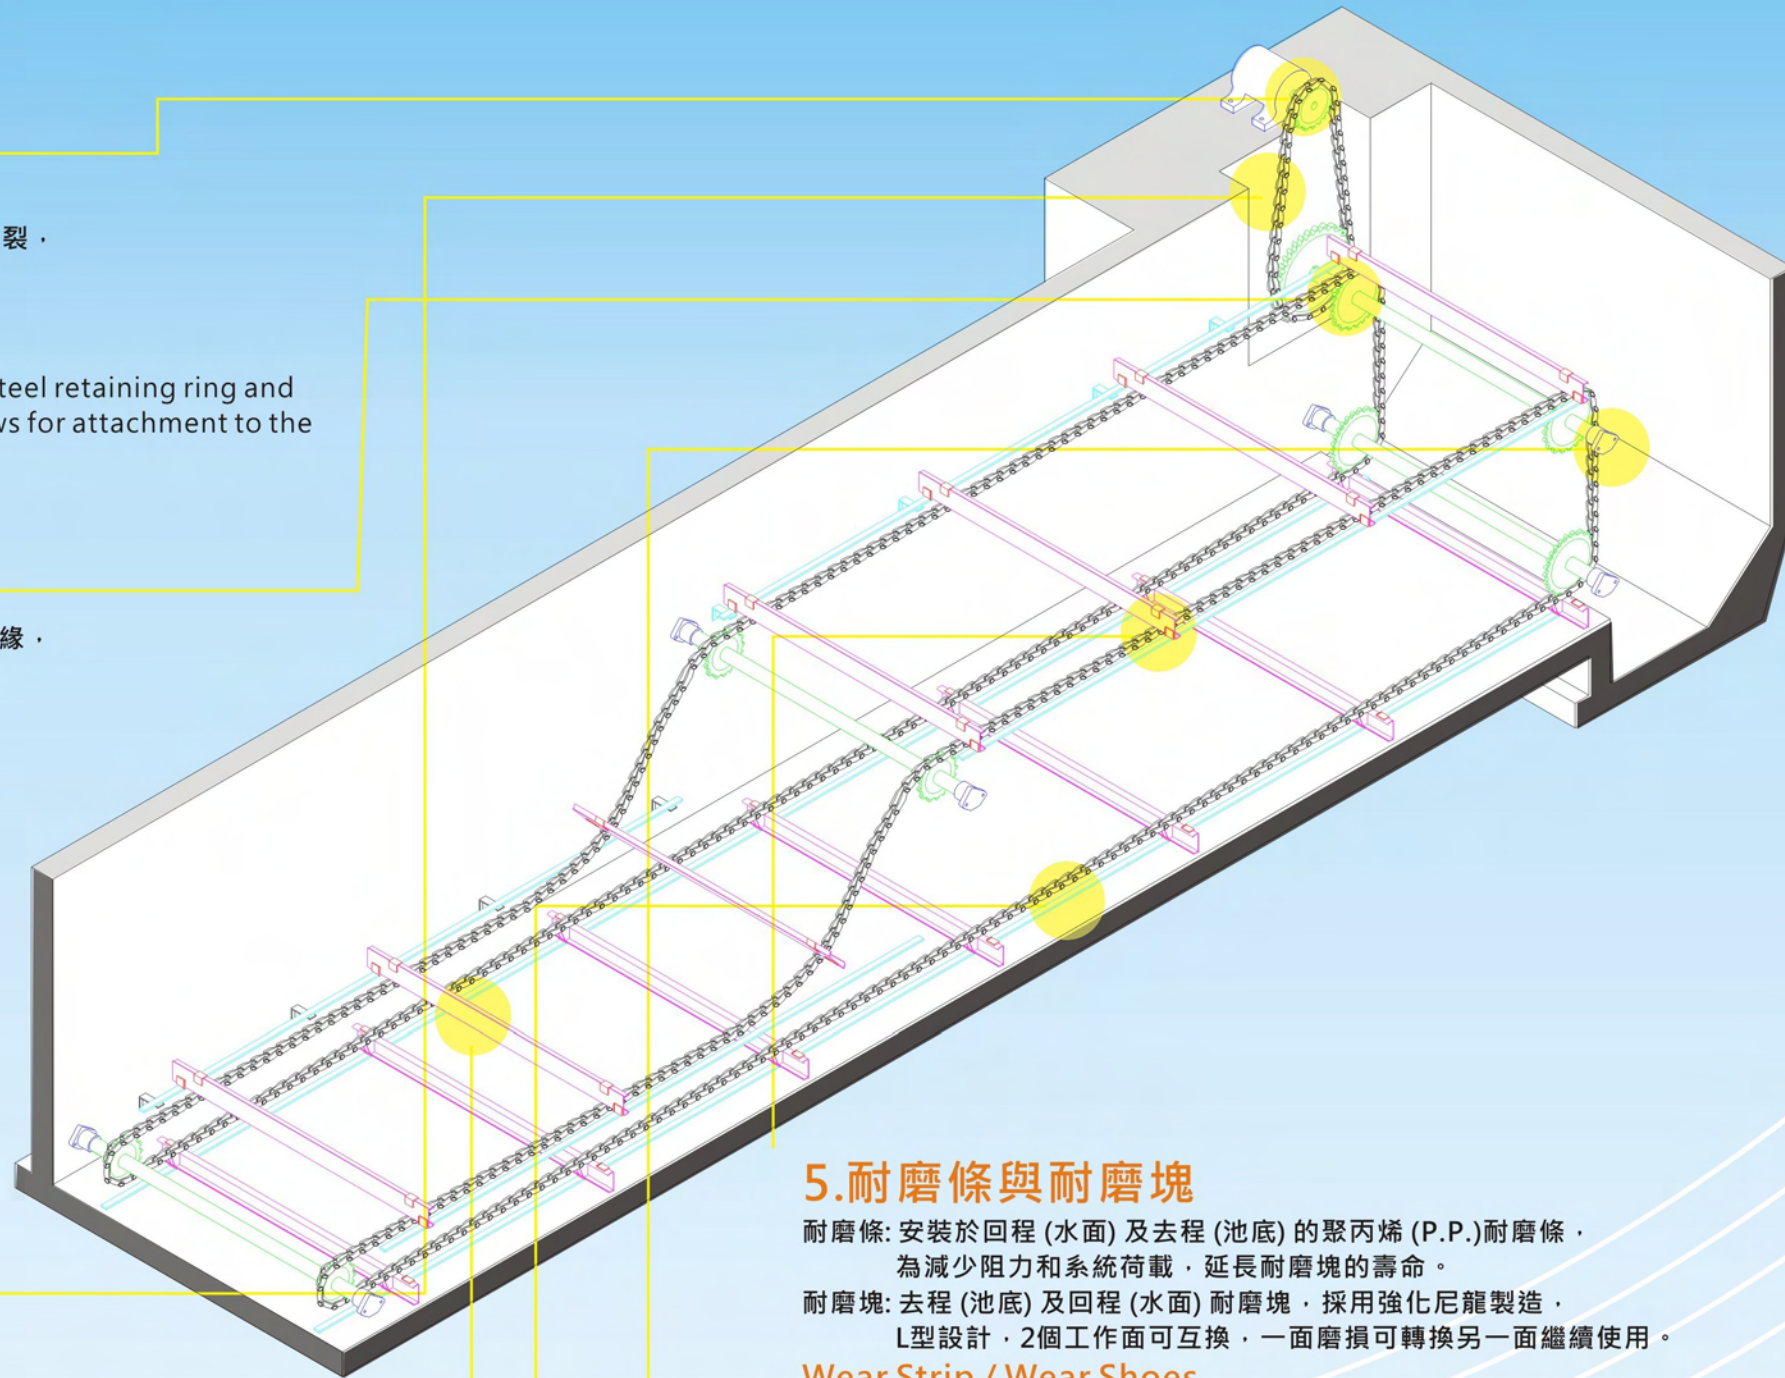 裂，
teel retaining ring and
ws for attachment to the
緣，
5.耐磨條與耐磨塊
耐磨條: 安裝於回程 (水面) 及去程 (池底) 的聚丙烯 (P.P.)耐磨條，
為減少阻力和系統荷載，延長耐磨塊的壽命。
耐磨塊: 去程 (池底) 及回程 (水面) 耐磨塊，採用強化尼龍製造，
L型設計，2個工作面可互換，一面磨損可轉換另一面繼續使用。
Wear Strip / Wear Shoes